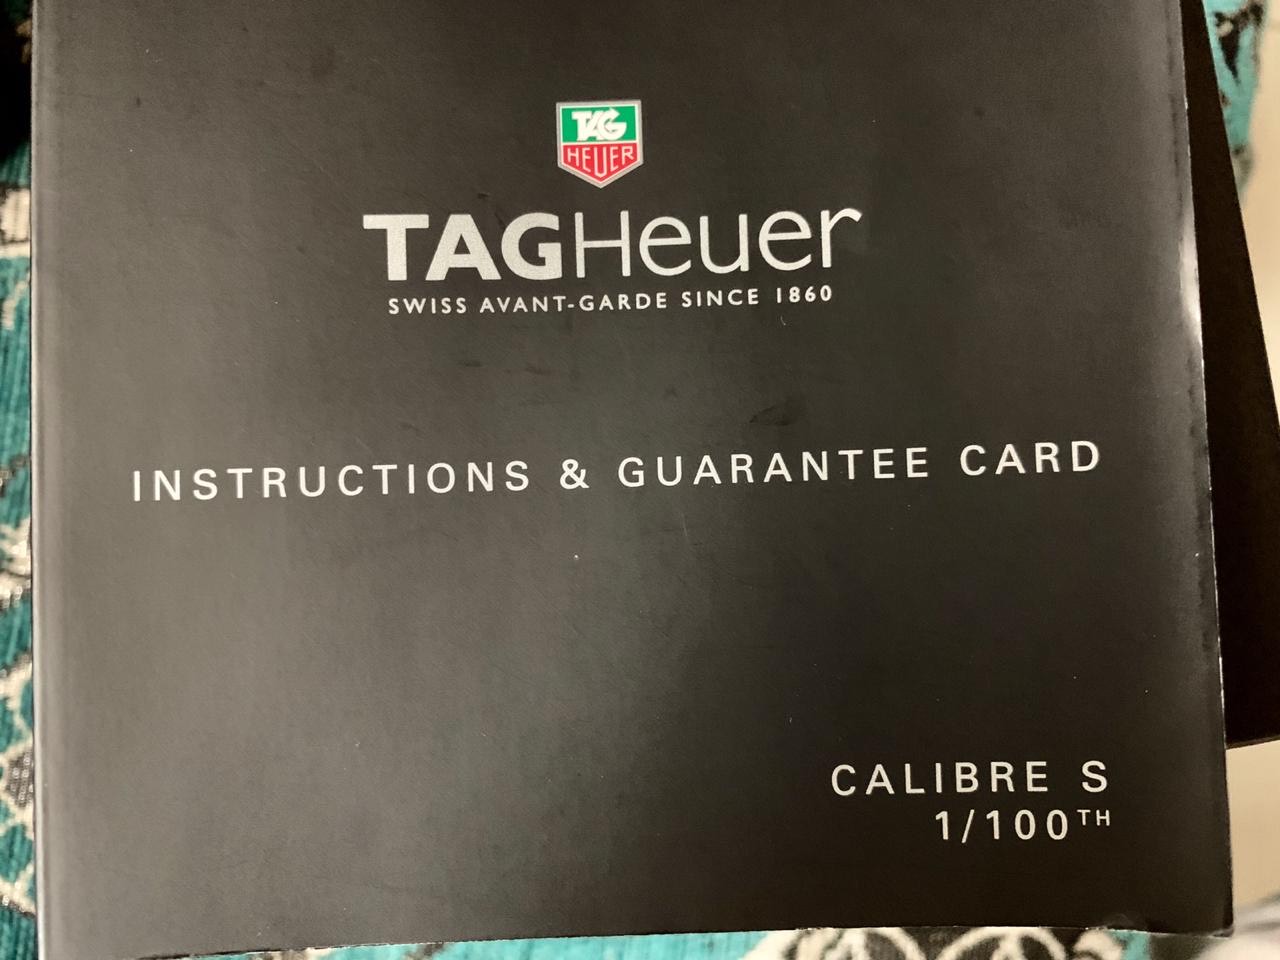 TAG
HEUER
TAGHeuer
SWISS AVANT-GARDE SINCE 1860
INSTRUCTIONS & GUARANTEE CARD
CALIBRE S
1/100TH